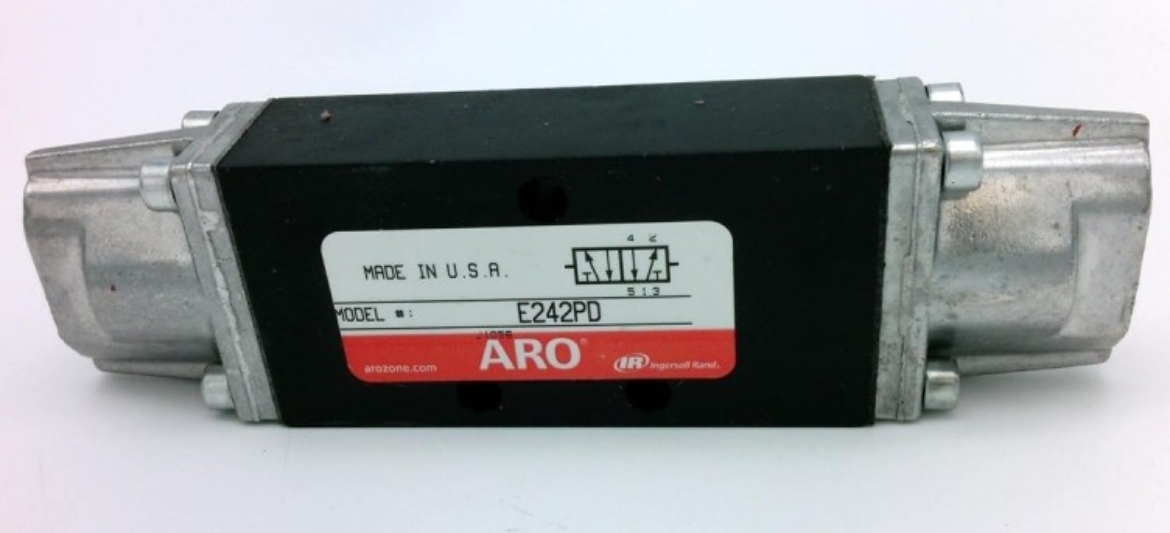 MADE IN U.S.A.
4 2
5 1 3
MODEL #: E242PD
arozone.com ARO® IR Ingersoll Rand®